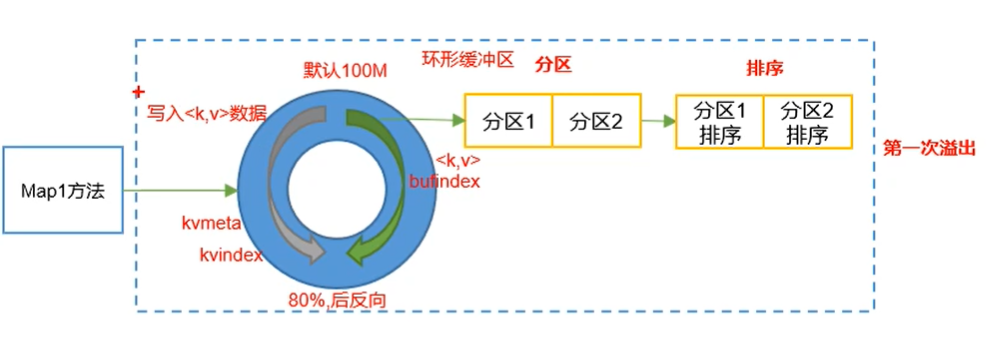 默认100M
环形缓冲区
分区
排序
+
写入<k,v>数据
分区1
分区2
分区1
排序
分区2
排序
第一次溢出
Map1方法
<k,v>
bufindex
kvmeta
kvindex
80%,后反向